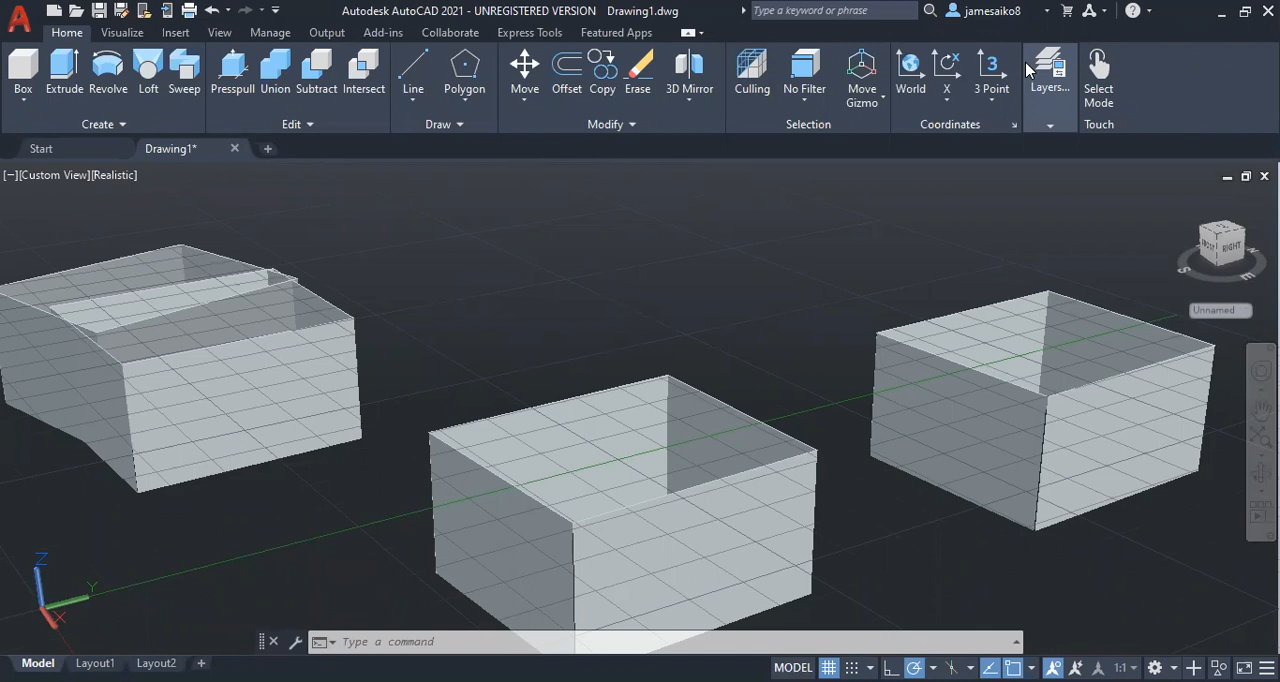 Autodesk AutoCAD 2021 - UNREGISTERED VERSION Drawing1.dwg
Type a keyword or phrase
jamesaiko8
Home Visualize Insert View Manage Output Add-ins Collaborate Express Tools Featured Apps
Box Extrude Revolve Loft Sweep
Presspull Union Subtract Intersect
Line Polygon
Move Offset Copy Erase 3D Mirror
Culling No Filter Move Gizmo
World X 3 Point
Layers...
Select Mode
Create Edit Draw Modify Selection Coordinates Touch
Start Drawing1*
[−][Custom View][Realistic]
RIGHT
S E
Unnamed
Z
Y
X
Type a command
Model Layout1 Layout2
MODEL 1:1